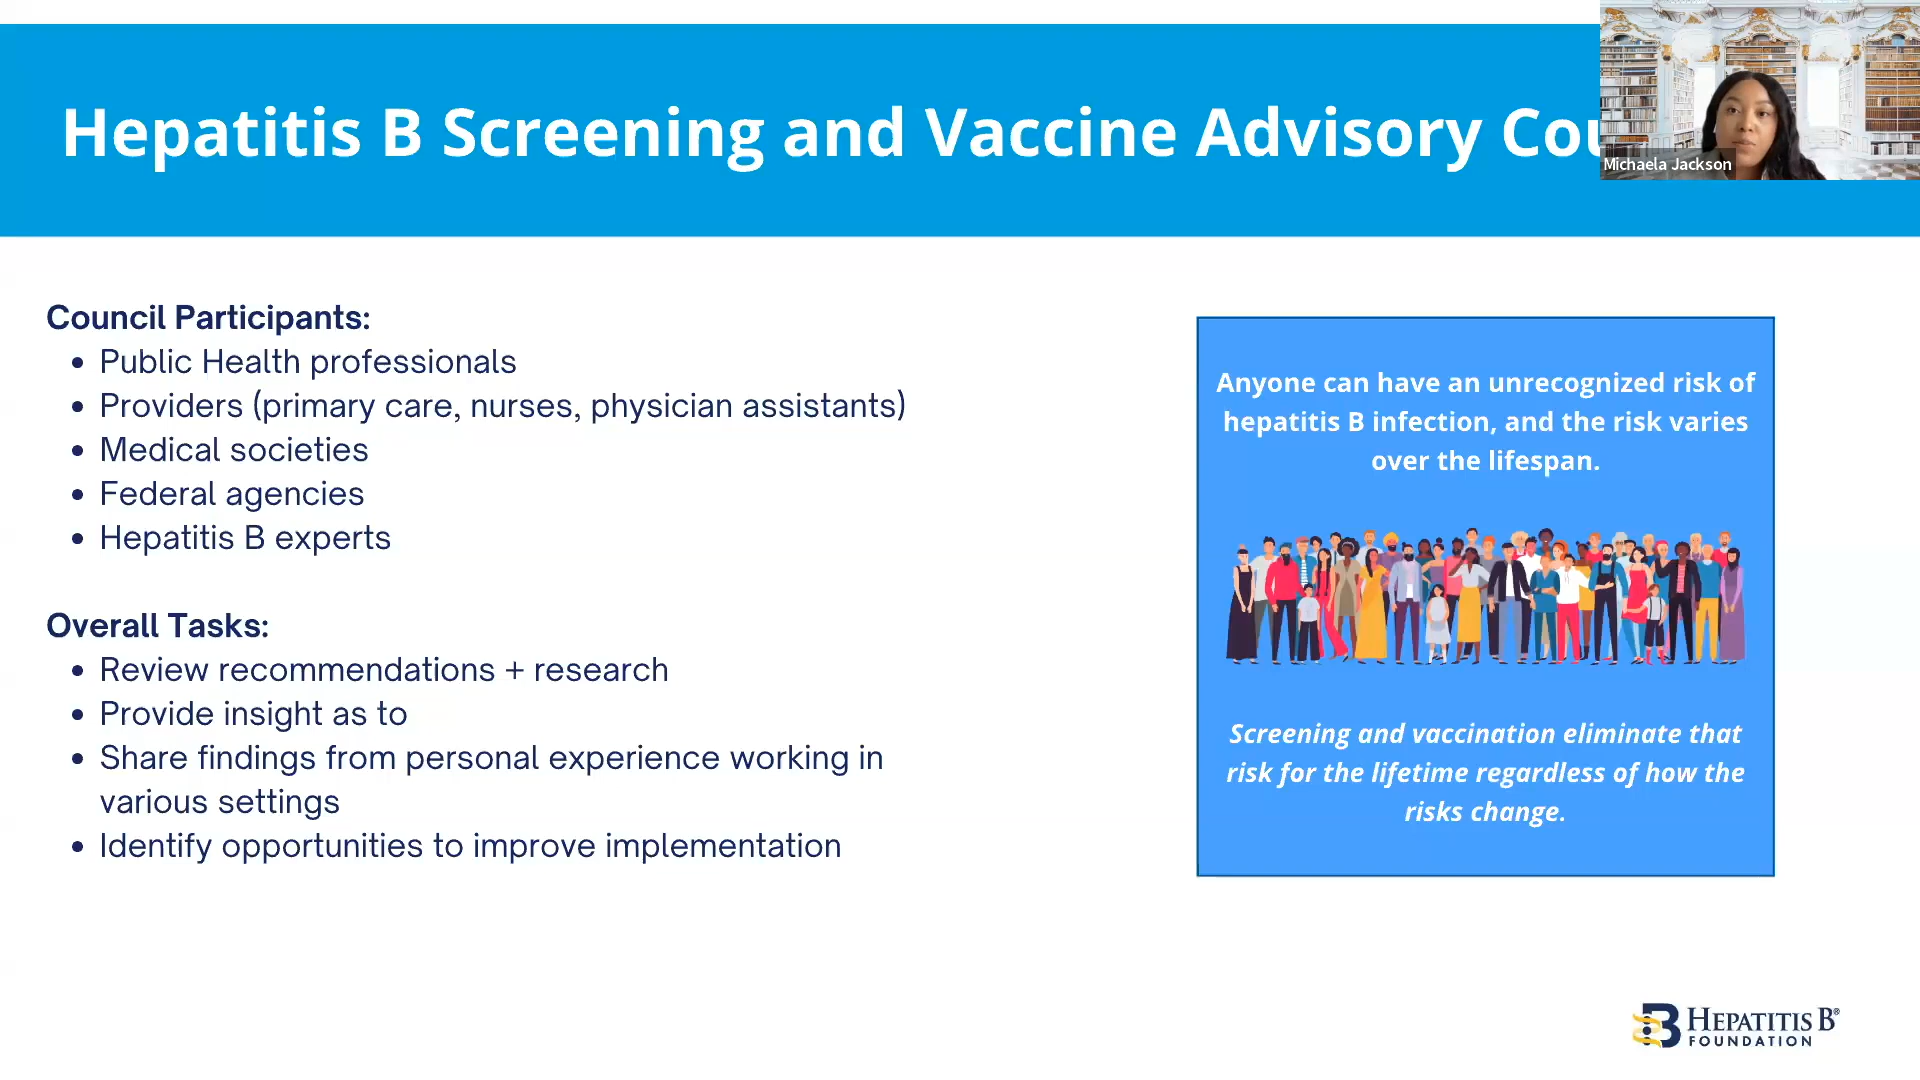 Hepatitis B Screening and Vaccine Advisory Cou
Michaela Jackson
Council Participants:
• Public Health professionals
• Providers (primary care, nurses, physician assistants)
• Medical societies
• Federal agencies
• Hepatitis B experts
Overall Tasks:
• Review recommendations + research
• Provide insight as to
• Share findings from personal experience working in
various settings
• Identify opportunities to improve implementation
Anyone can have an unrecognized risk of
hepatitis B infection, and the risk varies
over the lifespan.
Screening and vaccination eliminate that
risk for the lifetime regardless of how the
risks change.
B HEPATITIS B®
FOUNDATION